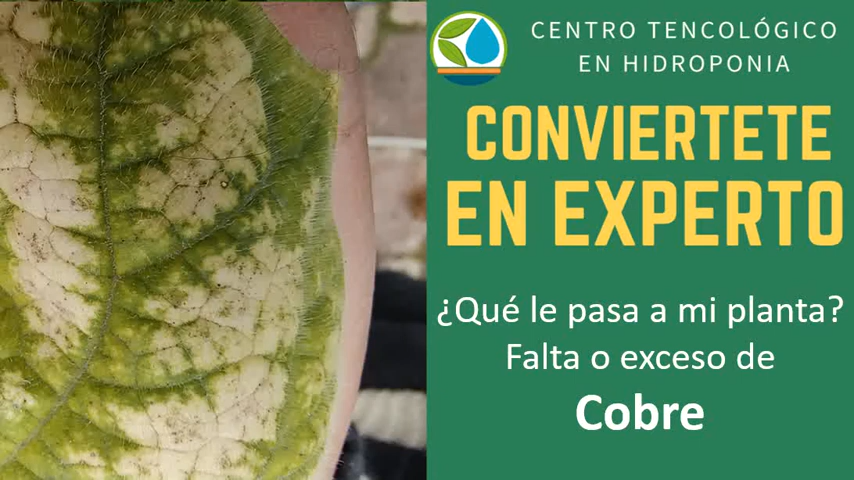 CENTRO TENCOLÓGICO
EN HIDROPONIA
CONVIERTETE
EN EXPERTO
¿Qué le pasa a mi planta?
Falta o exceso de
Cobre